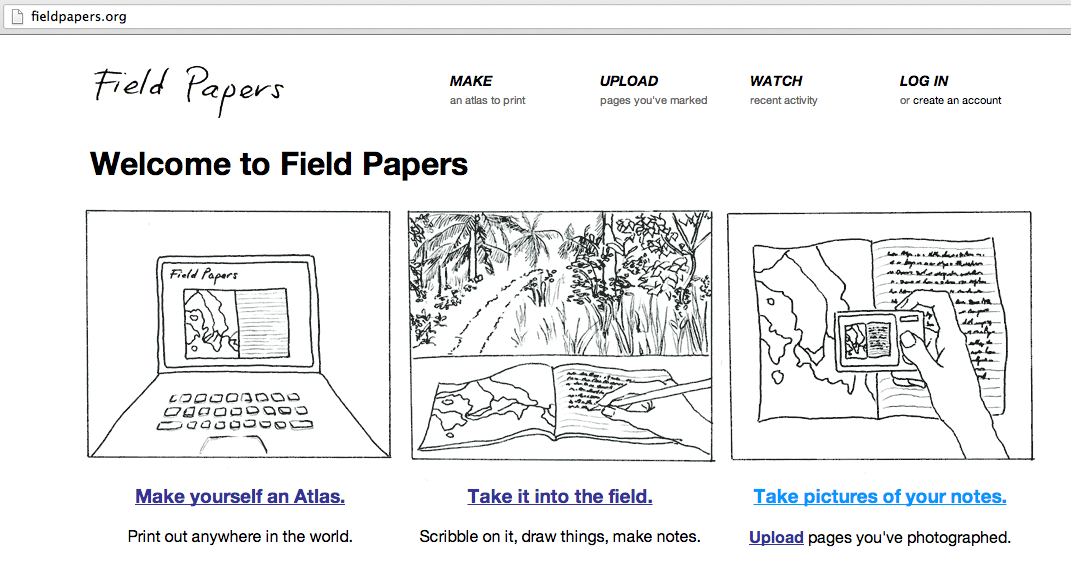 fieldpapers.org
Field Papers
MAKE
an atlas to print
UPLOAD
pages you've marked
WATCH
recent activity
LOG IN
or create an account
Welcome to Field Papers
Field Papers
Make yourself an Atlas.
Print out anywhere in the world.
Take it into the field.
Scribble on it, draw things, make notes.
Take pictures of your notes.
Upload pages you've photographed.